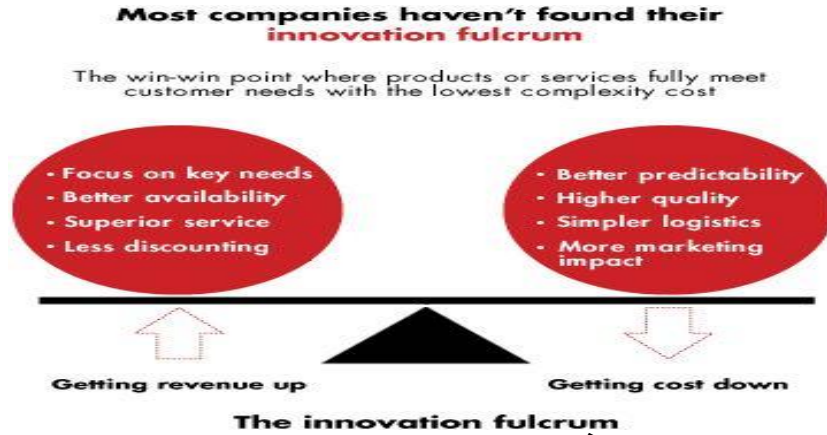 Most companies haven't found their
innovation fulcrum
The win-win point where products or services fully meet
customer needs with the lowest complexity cost
• Focus on key needs
• Better availability
• Superior service
• Less discounting
• Better predictability
• Higher quality
• Simpler logistics
• More marketing
impact
Getting revenue up
Getting cost down
The innovation fulcrum